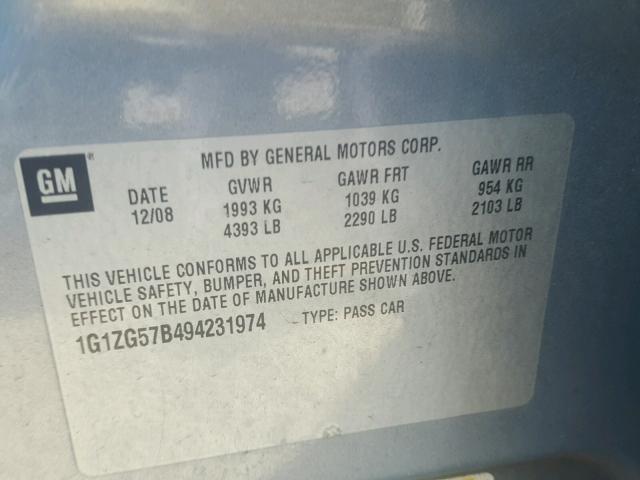 GM
MFD BY GENERAL MOTORS CORP.
DATE GVWR GAWR FRT GAWR RR
12/08 1993 KG 1039 KG 954 KG
4393 LB 2290 LB 2103 LB
THIS VEHICLE CONFORMS TO ALL APPLICABLE U.S. FEDERAL MOTOR
VEHICLE SAFETY, BUMPER, AND THEFT PREVENTION STANDARDS IN
EFFECT ON THE DATE OF MANUFACTURE SHOWN ABOVE.
1G1ZG57B494231974 TYPE: PASS CAR